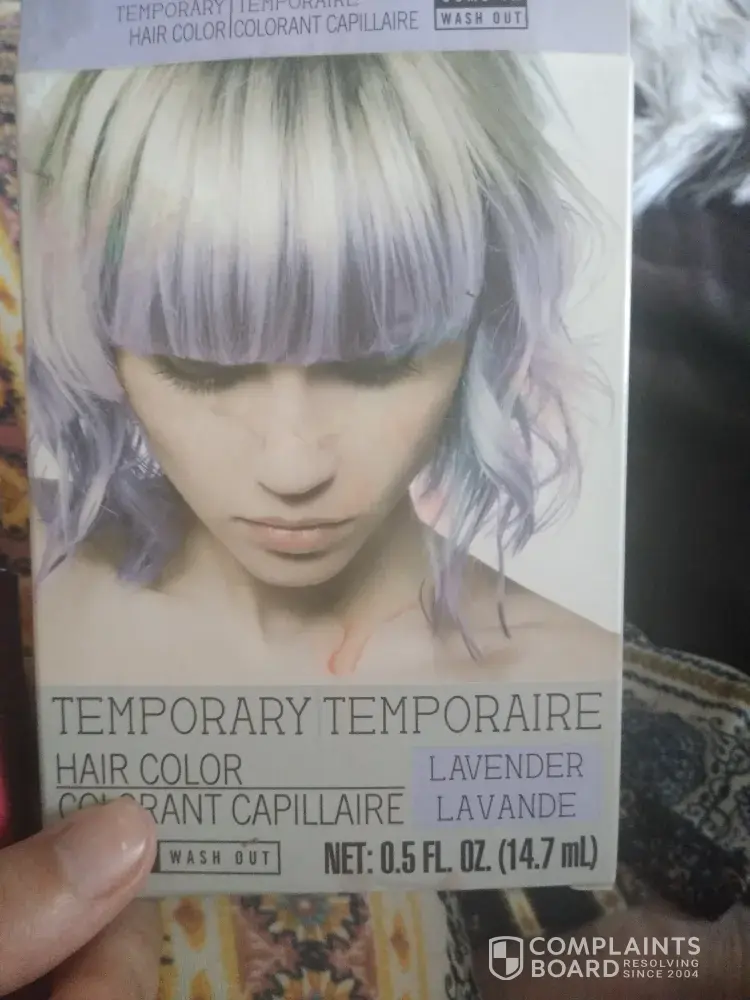 TEMPORARY TEMPORAIRE
HAIR COLOR COLORANT CAPILLAIRE
WASH OUT
TEMPORARY TEMPORAIRE
HAIR COLOR
LAVENDER
COLORANT CAPILLAIRE
LAVANDE
WASH OUT
NET: 0.5 FL. OZ. (14.7 mL)
COMPLAINTS
BOARD RESOLVING
SINCE 2004